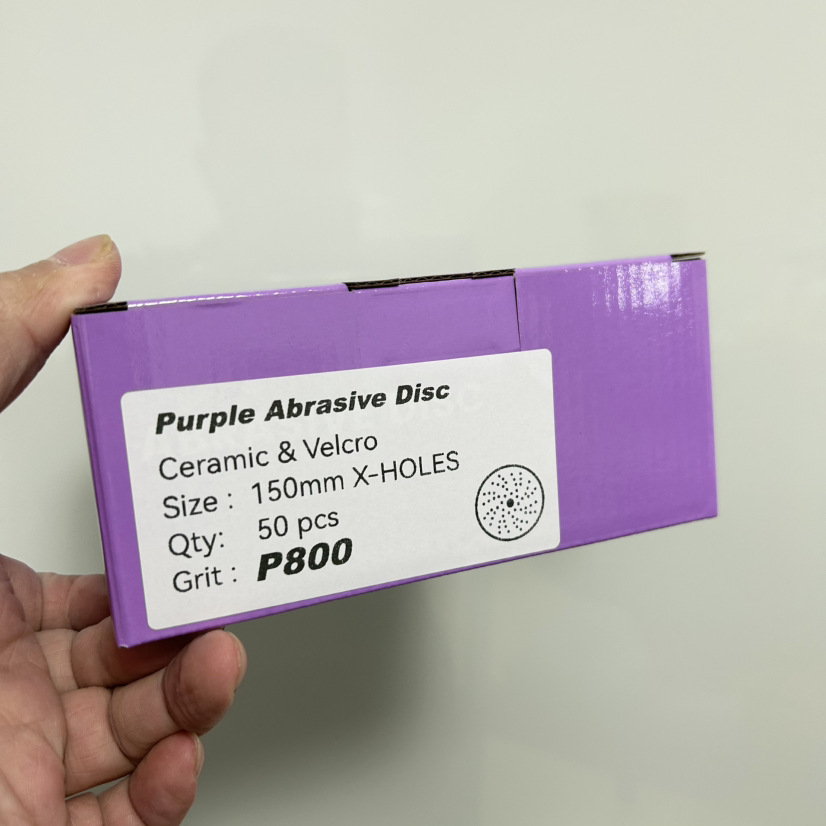 Purple Abrasive Disc
Ceramic & Velcro
Size : 150mm X-HOLES
Qty: 50 pcs
Grit : P800